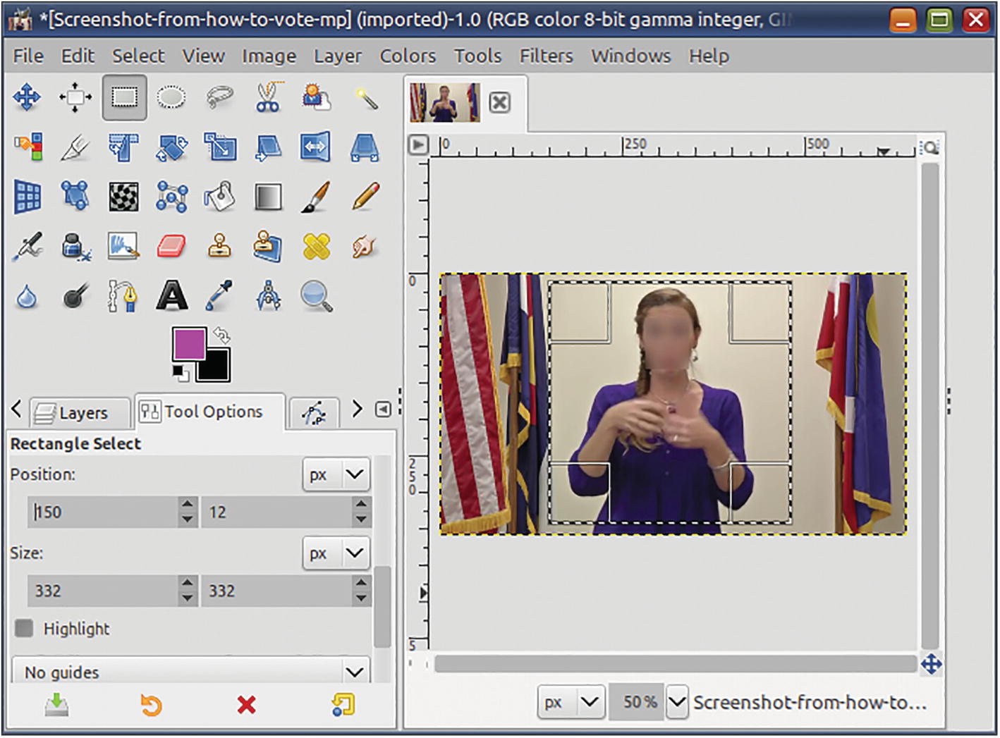 *[Screenshot-from-how-to-vote-mp] (imported)-1.0 (RGB color 8-bit gamma integer, GI
File Edit Select View Image Layer Colors Tools Filters Windows Help
0 250 500
0
250
5
Layers Tool Options
Rectangle Select
Position: px
150 12
Size: px
332 332
Highlight
No guides
px 50 % Screenshot-from-how-to...